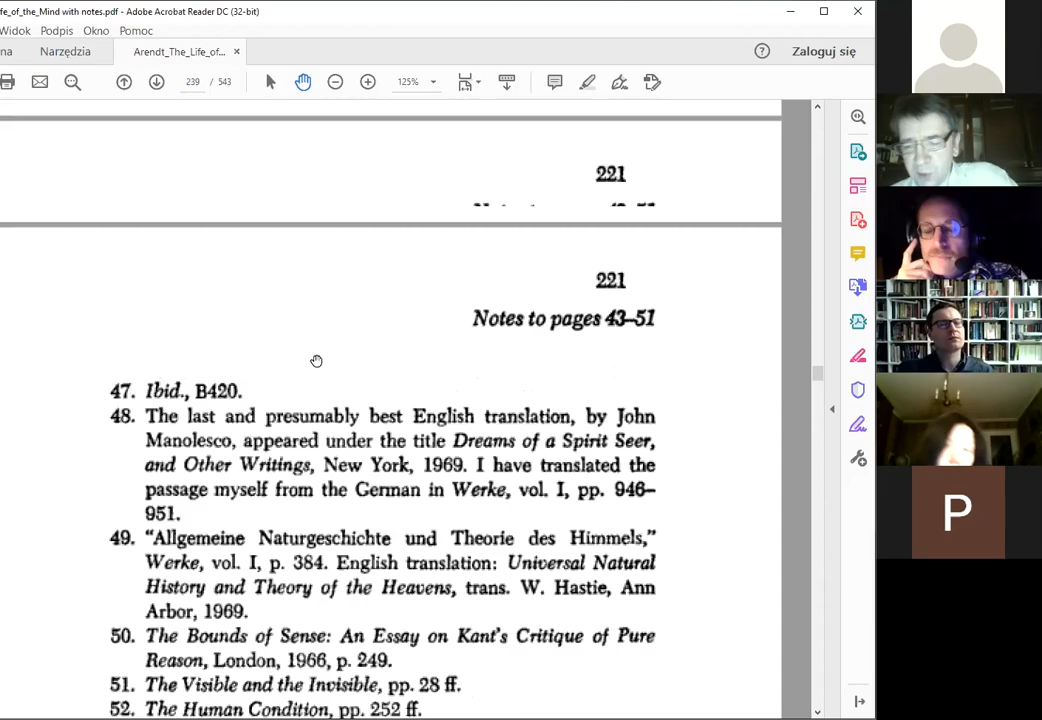 fe_of_the_Mind with notes.pdf - Adobe Acrobat Reader DC (32-bit)
Widok Podpis Okno Pomoc
na Narzędzia Arendt_The_Life_of... × Zaloguj się
239 / 543 125%
221
221
Notes to pages 43–51
47. Ibid., B420.
48. The last and presumably best English translation, by John
Manolesco, appeared under the title Dreams of a Spirit Seer,
and Other Writings, New York, 1969. I have translated the
passage myself from the German in Werke, vol. I, pp. 946–
951.
49. "Allgemeine Naturgeschichte und Theorie des Himmels,"
Werke, vol. I, p. 384. English translation: Universal Natural
History and Theory of the Heavens, trans. W. Hastie, Ann
Arbor, 1969.
50. The Bounds of Sense: An Essay on Kant's Critique of Pure
Reason, London, 1966, p. 249.
51. The Visible and the Invisible, pp. 28 ff.
52. The Human Condition, pp. 252 ff.
P